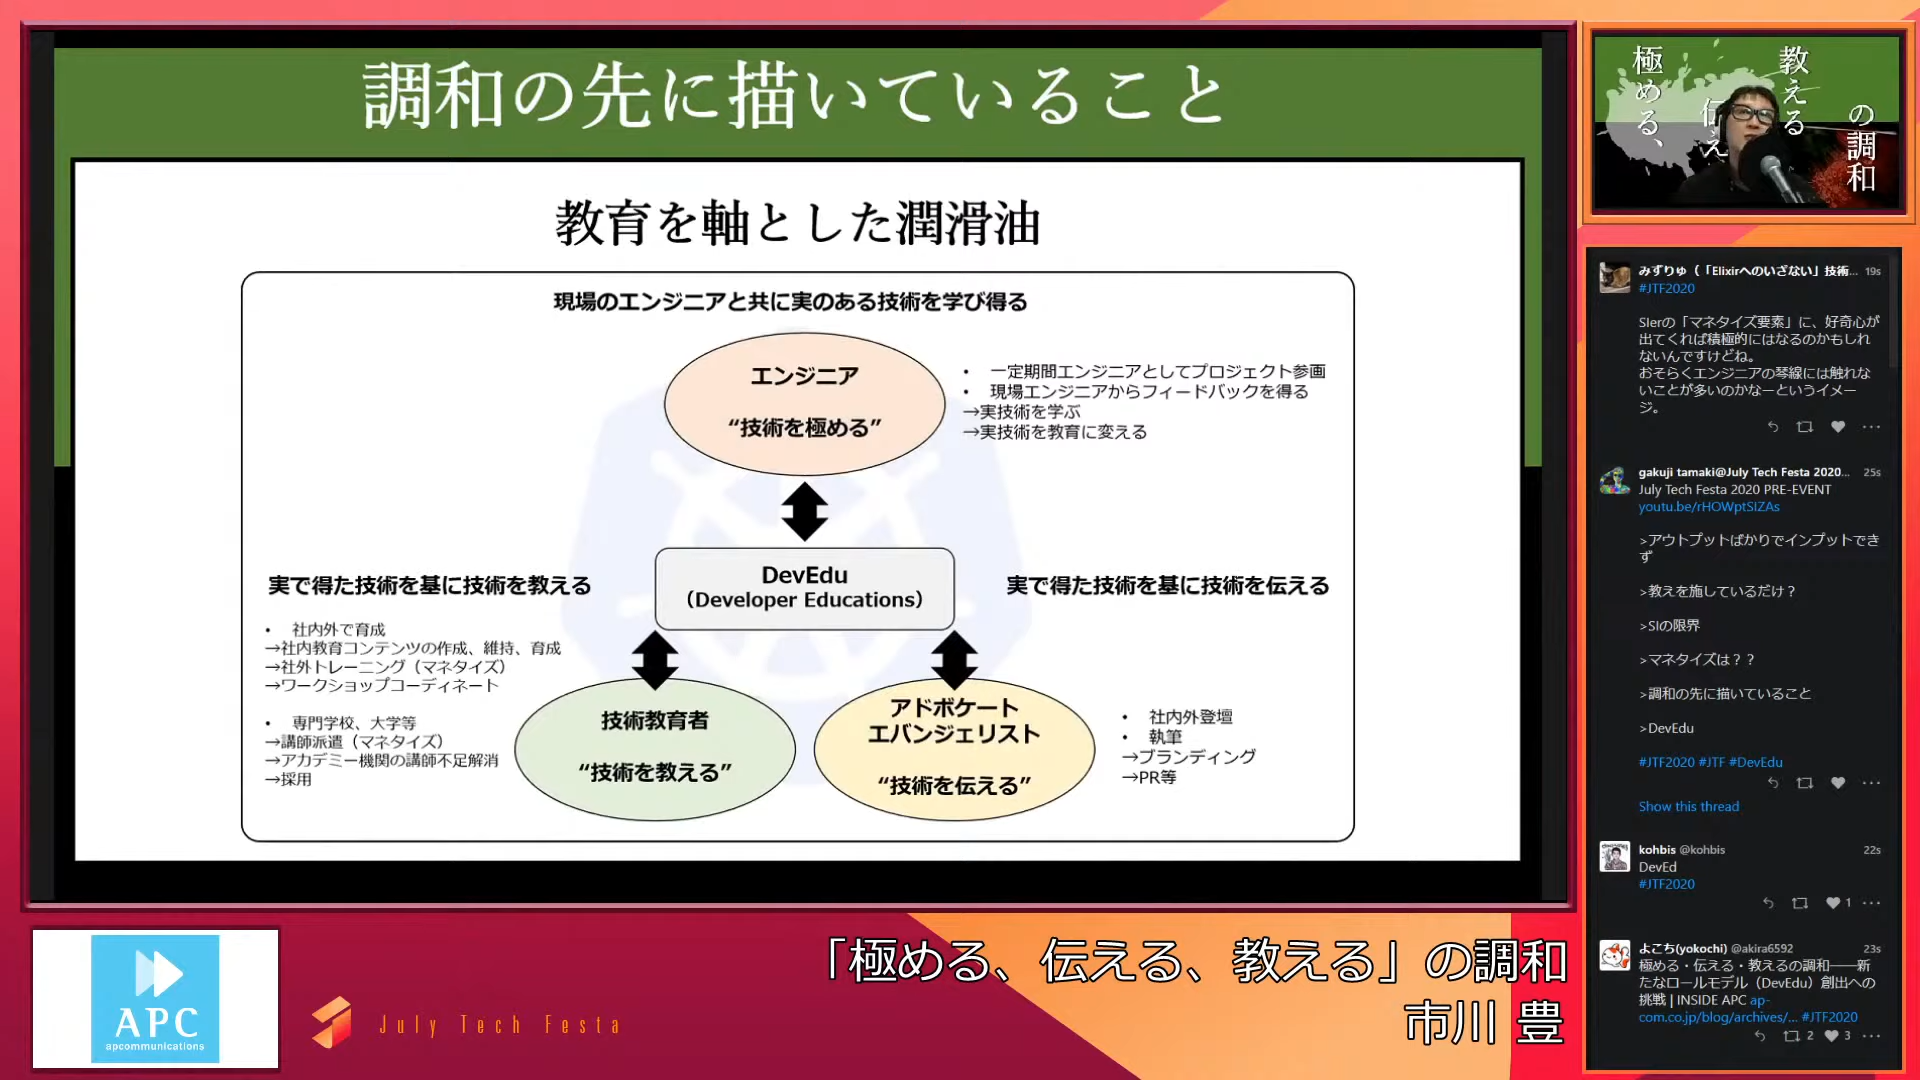 調和の先に描いていること
教育を軸とした潤滑油
現場のエンジニアと共に実のある技術を学び得る
エンジニア
“技術を極める”
• 一定期間エンジニアとしてプロジェクト参画
• 現場エンジニアからフィードバックを得る
→実技術を学ぶ
→実技術を教育に変える
DevEdu
（Developer Educations）
実で得た技術を基に技術を教える
• 社内外で育成
→社内教育コンテンツの作成、維持、育成
→社外トレーニング（マネタイズ）
→ワークショップコーディネート
• 専門学校、大学等
→講師派遣（マネタイズ）
→アカデミー機関の講師不足解消
→採用
技術教育者
“技術を教える”
実で得た技術を基に技術を伝える
アドボケート
エバンジェリスト
“技術を伝える”
• 社内外登壇
• 執筆
→ブランディング
→PR等
極める、
伝え
教える
の調和
みずりゅ（「Elixirへのいざない」技術... 19s
#JTF2020
SIerの「マネタイズ要素」に、好奇心が
出てくれば積極的にはなるのかもしれ
ないんですけどね。
おそらくエンジニアの琴線には触れな
いことが多いのかなーというイメー
ジ。
gakuji tamaki@July Tech Festa 2020... 25s
July Tech Festa 2020 PRE-EVENT
youtu.be/rHOWptSIZAs
>アウトプットばかりでインプットでき
ず
>教えを施しているだけ？
>SIの限界
>マネタイズは？？
>調和の先に描いていること
>DevEdu
#JTF2020 #JTF #DevEdu
Show this thread
kohbis @kohbis 22s
DevEd
#JTF2020
1
よこち(yokochi) @akira6592 23s
極める・伝える・教えるの調和──新
たなロールモデル（DevEdu）創出への
挑戦 | INSIDE APC ap-
com.co.jp/blog/archives/... #JTF2020
2 3
APC
apcommunications
July Tech Festa
「極める、伝える、教える」の調和
市川 豊